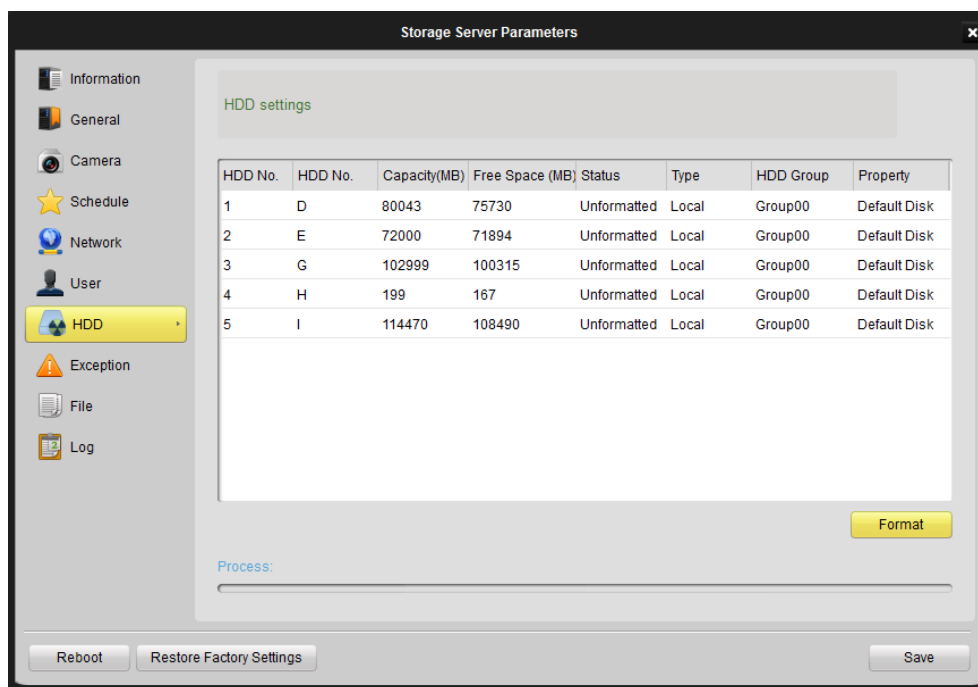 Storage Server Parameters
Information
General
Camera
Schedule
Network
User
HDD
Exception
File
Log
HDD settings
HDD No. HDD No. Capacity(MB) Free Space (MB) Status Type HDD Group Property
1 D 80043 75730 Unformatted Local Group00 Default Disk
2 E 72000 71894 Unformatted Local Group00 Default Disk
3 G 102999 100315 Unformatted Local Group00 Default Disk
4 H 199 167 Unformatted Local Group00 Default Disk
5 I 114470 108490 Unformatted Local Group00 Default Disk
Format
Process:
Reboot Restore Factory Settings Save